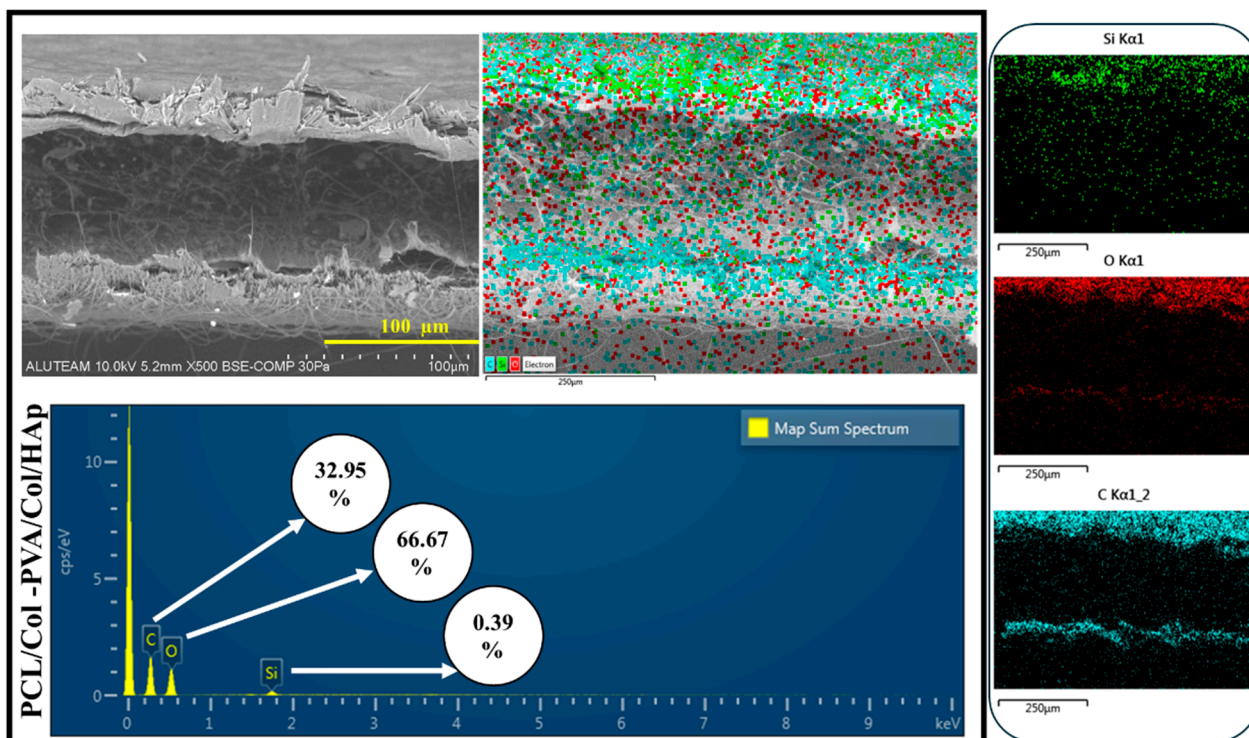 100 µm
ALUTEAM 10.0kV 5.2mm X500 BSE-COMP 30Pa 100µm
C Si O Electron
250µm
Si Kα1
250µm
O Kα1
250µm
C Kα1_2
250µm
PCL/Col -PVA/Col/HAp
Map Sum Spectrum
cps/eV
10
5
0
32.95
%
66.67
%
0.39
%
C
O
Si
0 1 2 3 4 5 6 7 8 9 keV